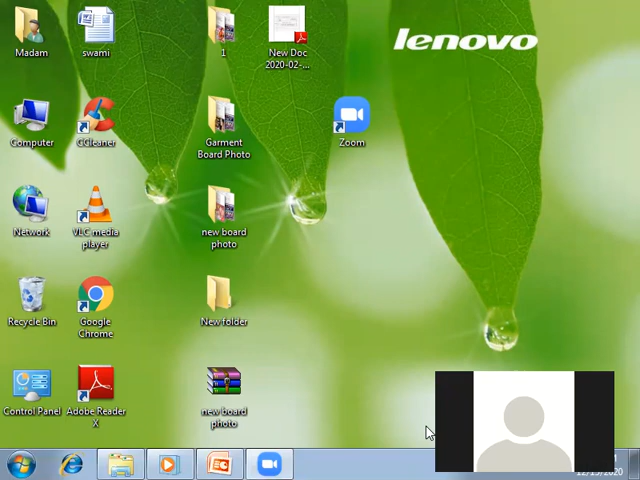 lenovo
Madam
swami
1
New Doc
2020-02-...
Computer
CCleaner
Garment
Board Photo
Zoom
Network
VLC media
player
new board
photo
Recycle Bin
Google
Chrome
New folder
Control Panel
Adobe Reader
X
new board
photo